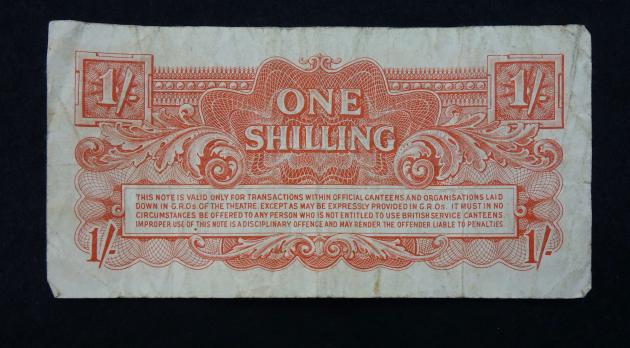 1/- 1/-
ONE
SHILLING
THIS NOTE IS VALID ONLY FOR TRANSACTIONS WITHIN OFFICIAL CANTEENS AND ORGANISATIONS LAID
DOWN IN G.R.Os. OF THE THEATRE EXCEPT AS MAY BE EXPRESSLY PROVIDED IN G.R.Os. IT MUST IN NO
CIRCUMSTANCES BE OFFERED TO ANY PERSON WHO IS NOT ENTITLED TO USE BRITISH SERVICE CANTEENS.
IMPROPER USE OF THIS NOTE IS A DISCIPLINARY OFFENCE AND MAY RENDER THE OFFENDER LIABLE TO PENALTIES
1/- 1/-